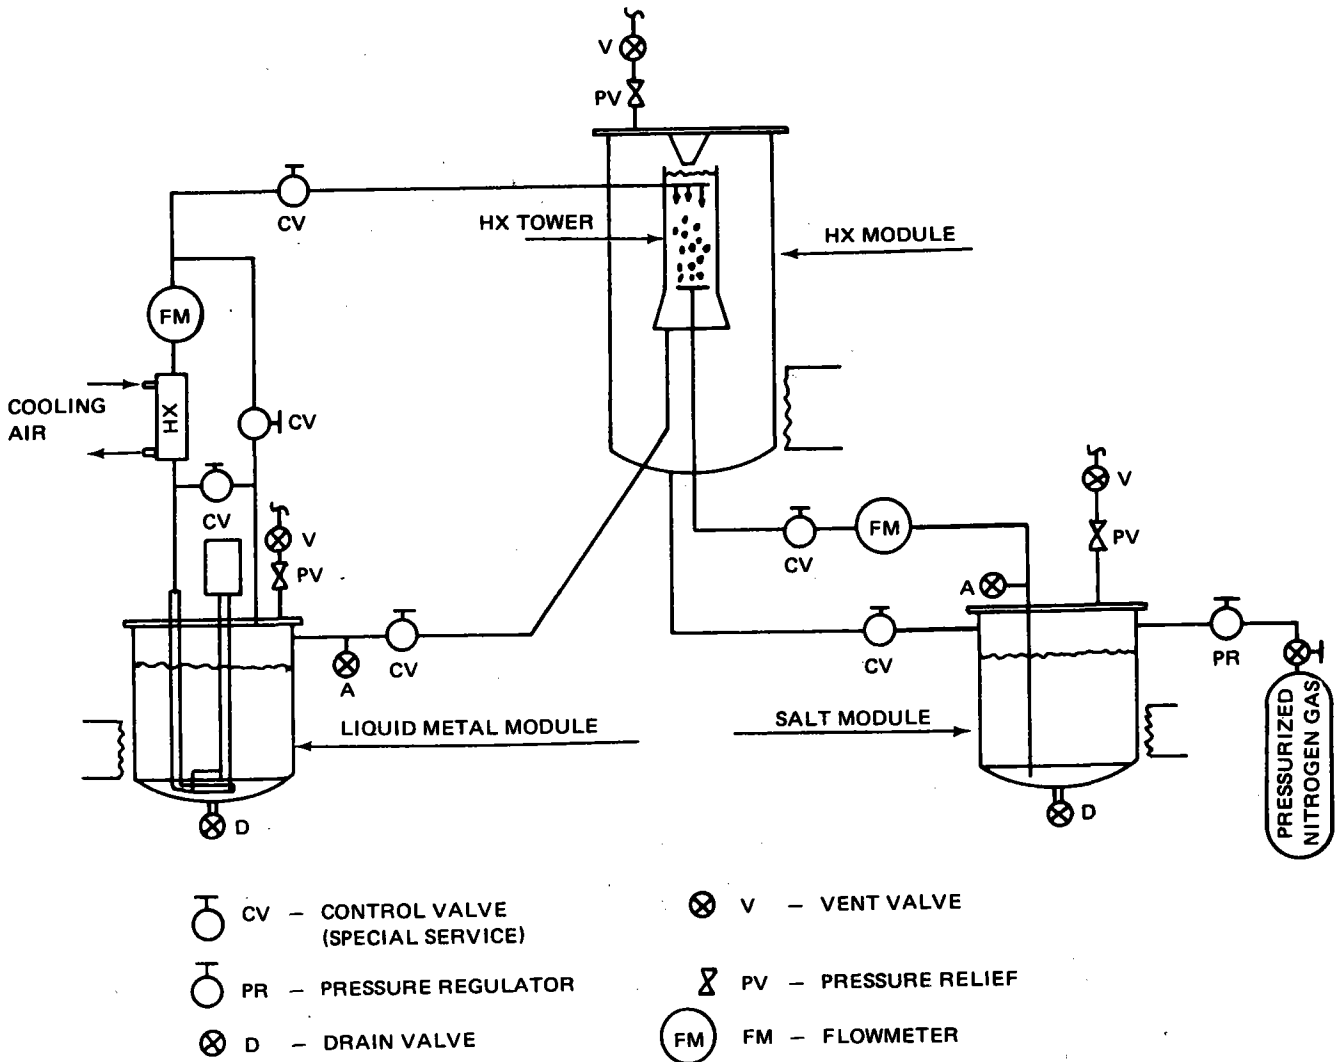 V
PV
CV
HX TOWER
HX MODULE
FM
COOLING
AIR
HX
CV
CV
V
PV
V
PV
CV
FM
A
CV
A
CV
PR
LIQUID METAL MODULE
SALT MODULE
PRESSURIZED
NITROGEN GAS
D
D
CV – CONTROL VALVE
(SPECIAL SERVICE)
V – VENT VALVE
PR – PRESSURE REGULATOR
PV – PRESSURE RELIEF
D – DRAIN VALVE
FM FM – FLOWMETER